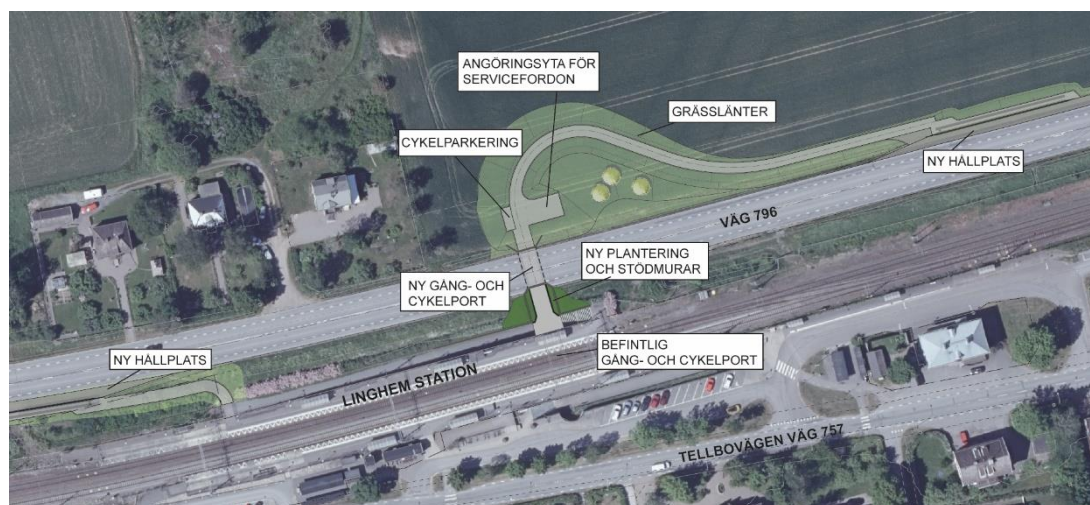 ANGÖRINGSYTA FÖR
SERVICEFORDON
GRÄSSLÄNTER
CYKELPARKERING
NY HÅLLPLATS
VÄG 796
NY PLANTERING
OCH STÖDMURAR
NY GÅNG- OCH
CYKELPORT
BEFINTLIG
GÅNG- OCH CYKELPORT
NY HÅLLPLATS
LINGHEM STATION
TELLBOVÄGEN VÄG 757